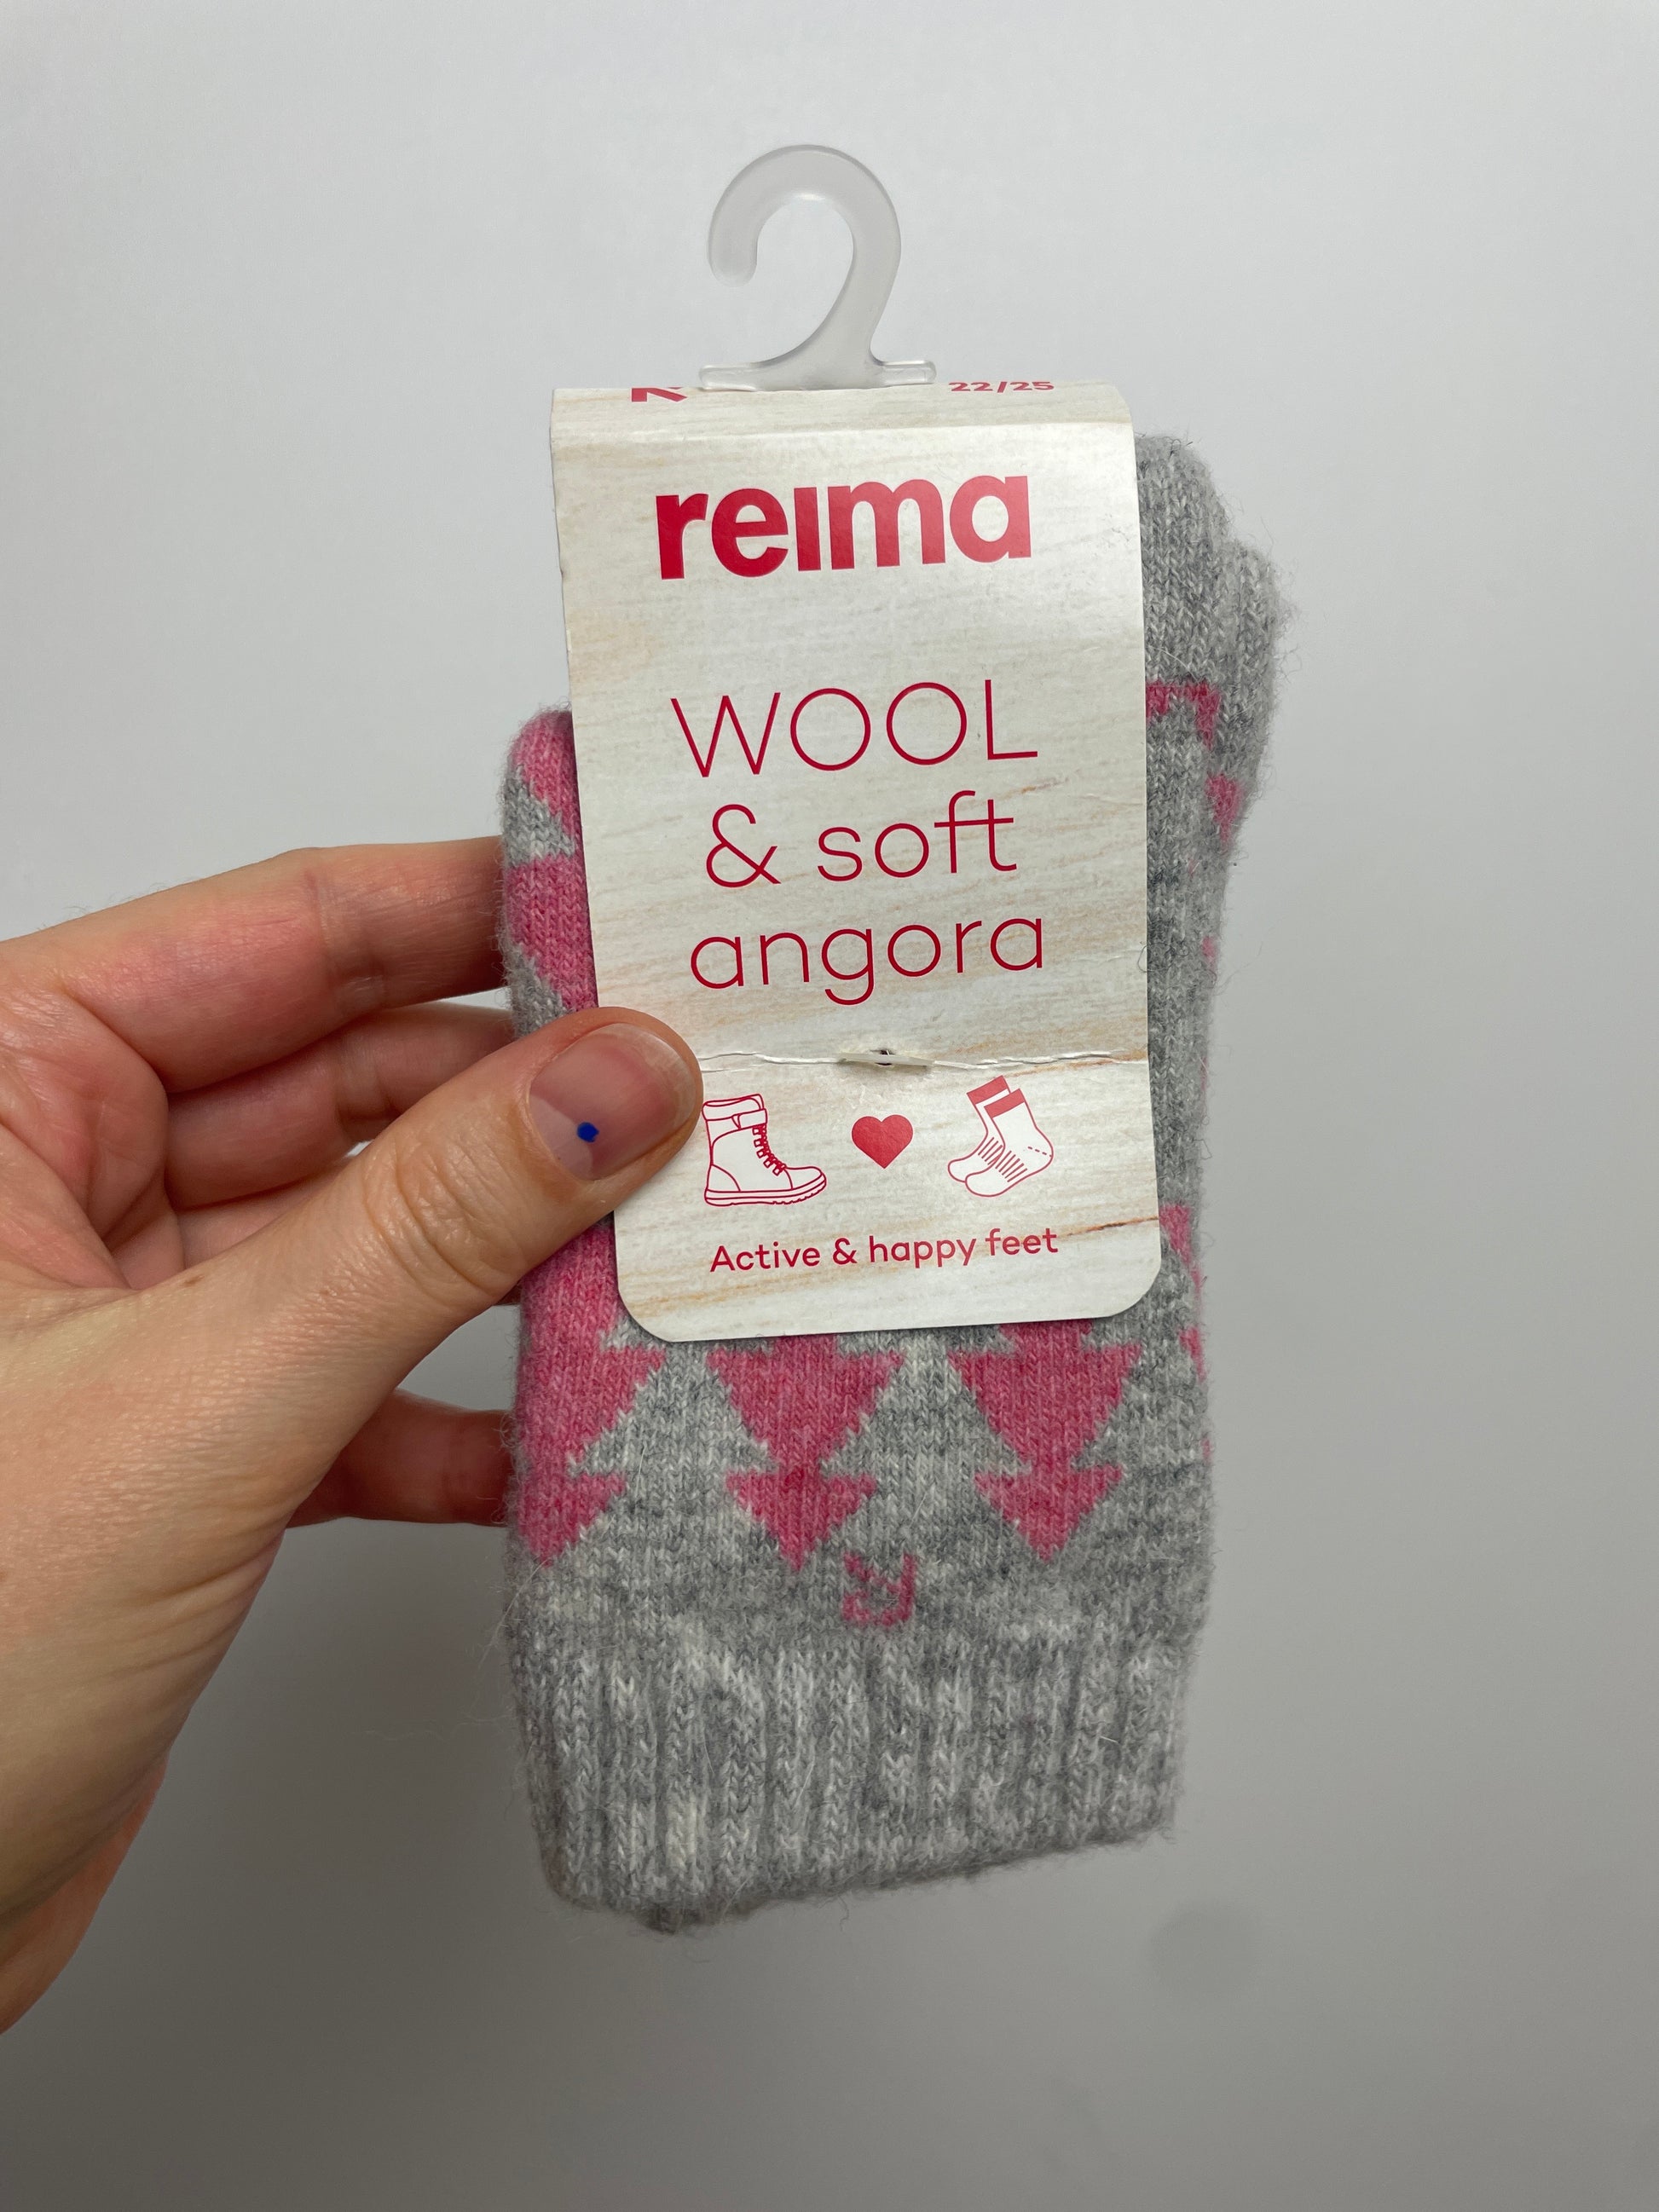 22/25
reima
WOOL
& soft
angora
Active & happy feet